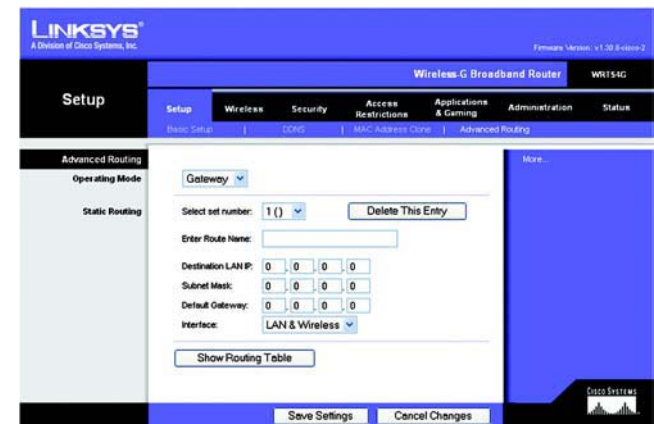 LINKSYS®
A Division of Cisco Systems, Inc.
Wireless-G Broadband Router WRT54G
Setup
Setup Wireless Security Access Restrictions Applications & Gaming Administration Status
Basic Setup | DDNS | MAC Address Clone | Advanced Routing
Advanced Routing
More...
Operating Mode Gateway
Static Routing Select set number: 1 () Delete This Entry
Enter Route Name:
Destination LAN IP: 0 . 0 . 0 . 0
Subnet Mask: 0 . 0 . 0 . 0
Default Gateway: 0 . 0 . 0 . 0
Interface: LAN & Wireless
Show Routing Table
Save Settings Cancel Changes
CISCO SYSTEMS